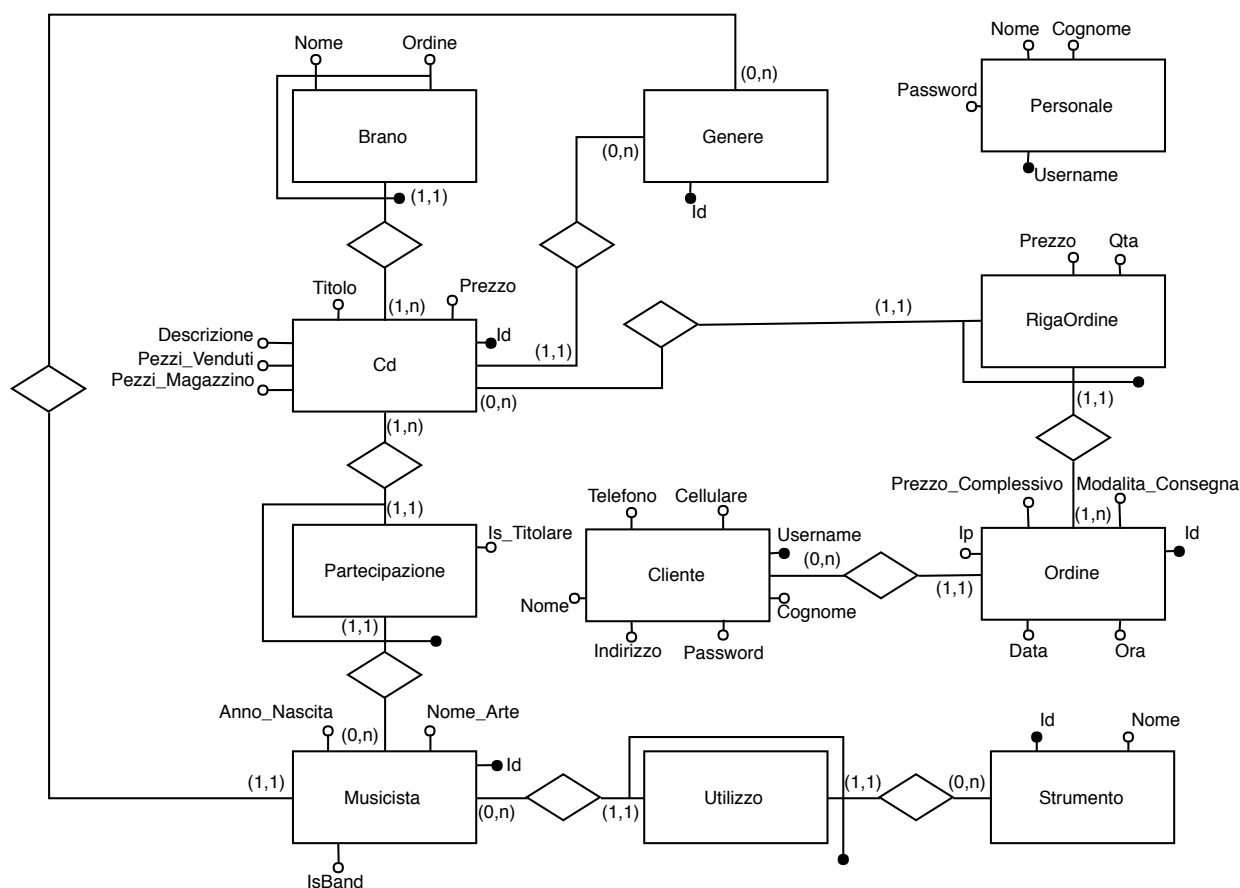 Nome
Ordine
(0,n)
Brano
(1,1)
Genere
(0,n)
Id
Nome
Cognome
Password
Personale
Username
Titolo
Prezzo
(1,n)
Descrizione
Pezzi_Venduti
Pezzi_Magazzino
Cd
Id
(1,1)
(0,n)
(1,n)
Prezzo
Qta
(1,1)
RigaOrdine
(1,1)
(1,1)
Is_Titolare
Partecipazione
(1,1)
Telefono
Cellulare
Username
(0,n)
Cliente
Nome
Cognome
Indirizzo
Password
Prezzo_Complessivo
Modalita_Consegna
(1,n)
Ip
Id
Ordine
(1,1)
Data
Ora
Anno_Nascita
Nome_Arte
(0,n)
Id
(1,1)
Musicista
(0,n)
IsBand
(1,1)
Utilizzo
(1,1)
Id
Nome
(0,n)
Strumento